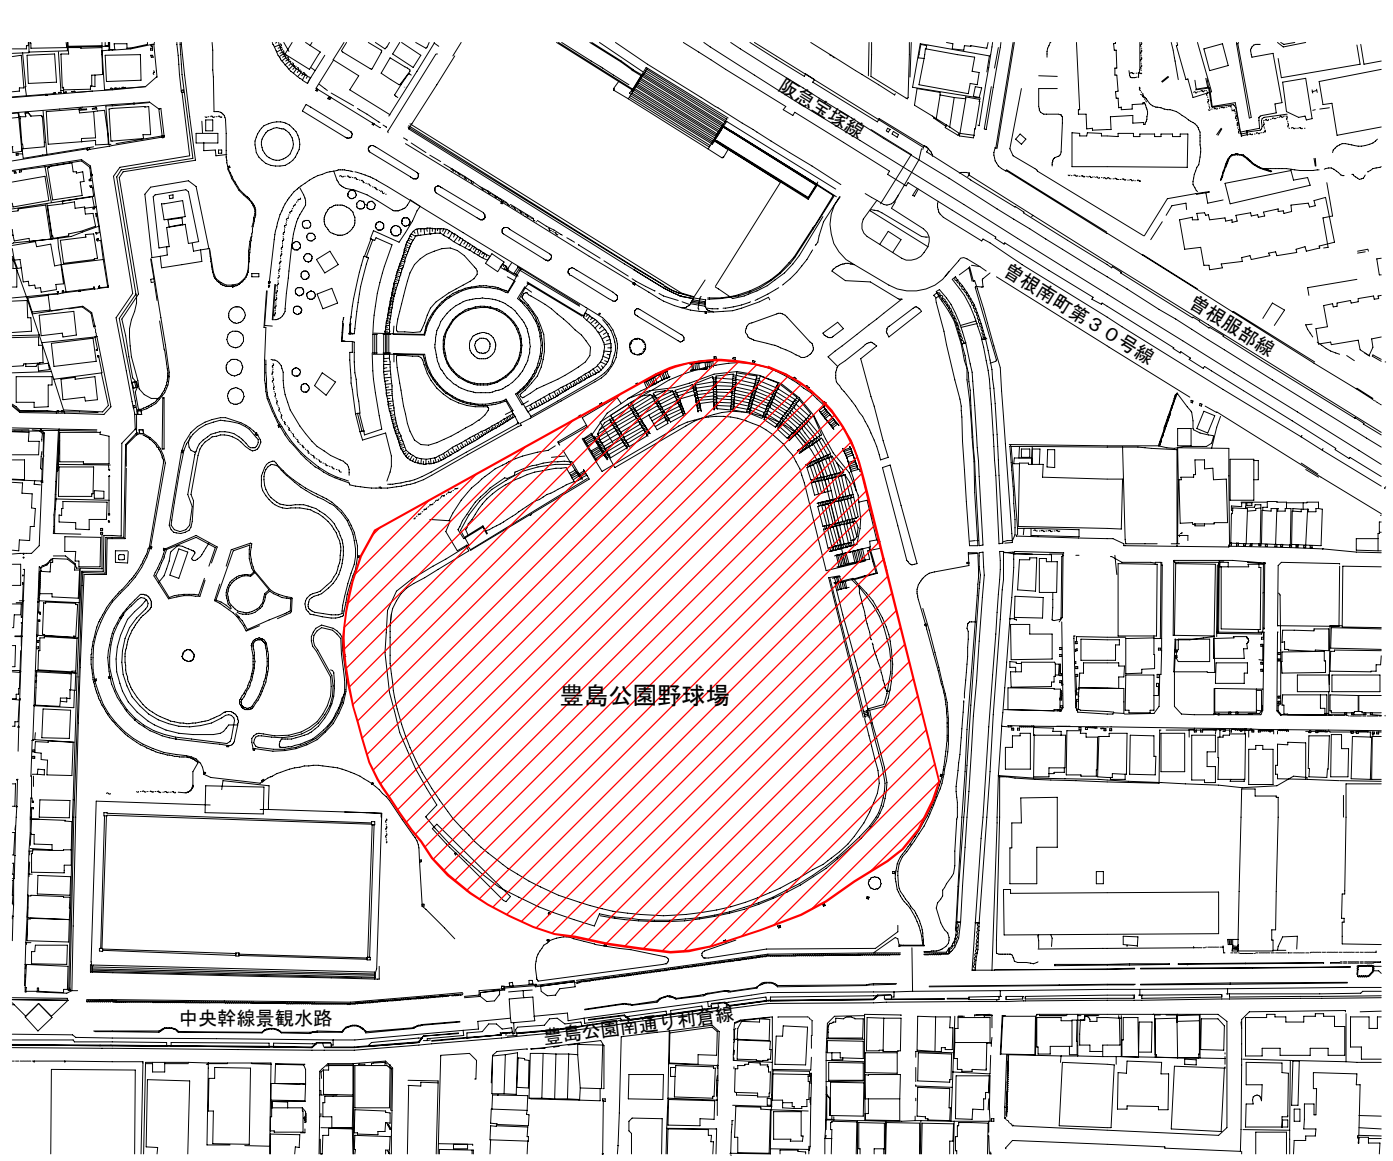 阪急宝塚線
曽根南町第３０号線
曽根服部線
豊島公園野球場
中央幹線景観水路
豊島公園南通り利倉線